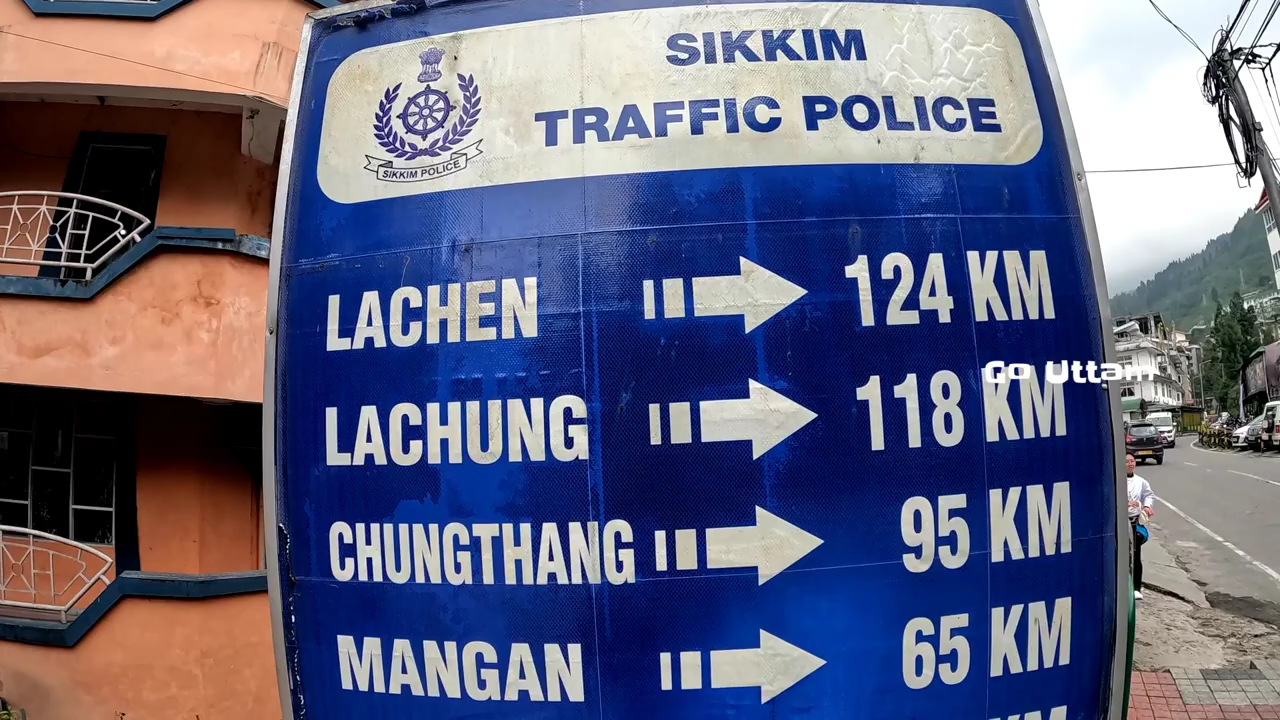 SIKKIM
TRAFFIC POLICE
SIKKIM POLICE
LACHEN 124 KM
Go Uttam
LACHUNG 118 KM
CHUNGTHANG 95 KM
MANGAN 65 KM
KM